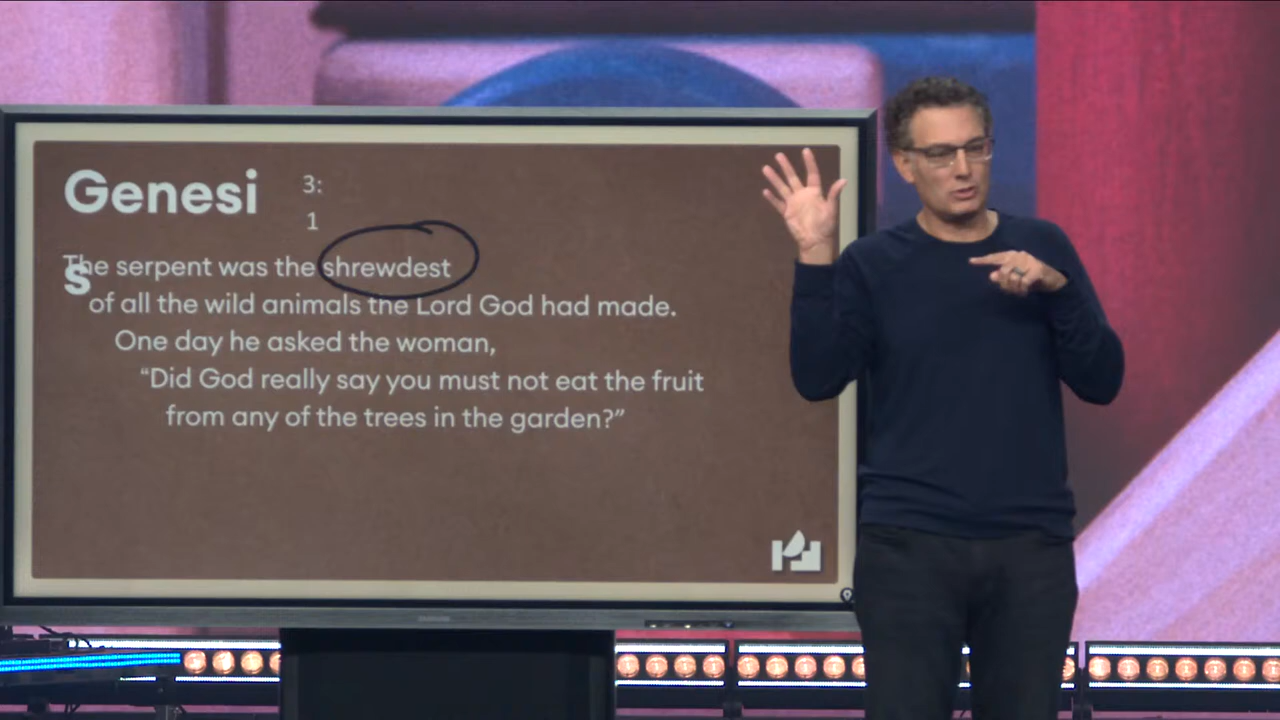 Genesi
s
3:
1
The serpent was the shrewdest
of all the wild animals the Lord God had made.
One day he asked the woman,
“Did God really say you must not eat the fruit
from any of the trees in the garden?”